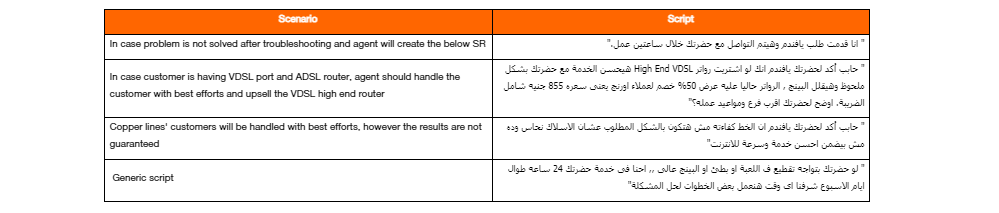 Scenario
Script
In case problem is not solved after troubleshooting and agent will create the below SR
" انا قدمت طلب يافندم وهيتم التواصل مع حضرتك خلال ساعتين عمل."
In case customer is having VDSL port and ADSL router, agent should handle the
customer with best efforts and upsell the VDSL high end router
" حابب أكد لحضرتك يافندم انك لو اشتريت رواتر High End VDSL هيحسن الخدمة مع حضرتك بشكل
ملحوظ وهيقلل البينج , الرواتر حاليا عليه عرض 50% خصم لعملاء اورنج يعنى سعره 855 جنيه شامل
الضريبة، اوضح لحضرتك اقرب فرع ومواعيد عمله؟"
Copper lines' customers will be handled with best efforts, however the results are not
guaranteed
" حابب أكد لحضرتك يافندم ان الخط كفاءته مش هتكون بالشكل المطلوب عشان الاسلاك نحاس وده
مش بيضمن احسن خدمة وسرعة للانترنت"
Generic script
" لو حضرتك بتواجه تقطيع ف اللعبة او بطئ او البينج عالى ,, احنا فى خدمة حضرتك 24 ساعه طوال
ايام الاسبوع شرفنا اى وقت هنعمل بعض الخطوات لحل المشكلة"